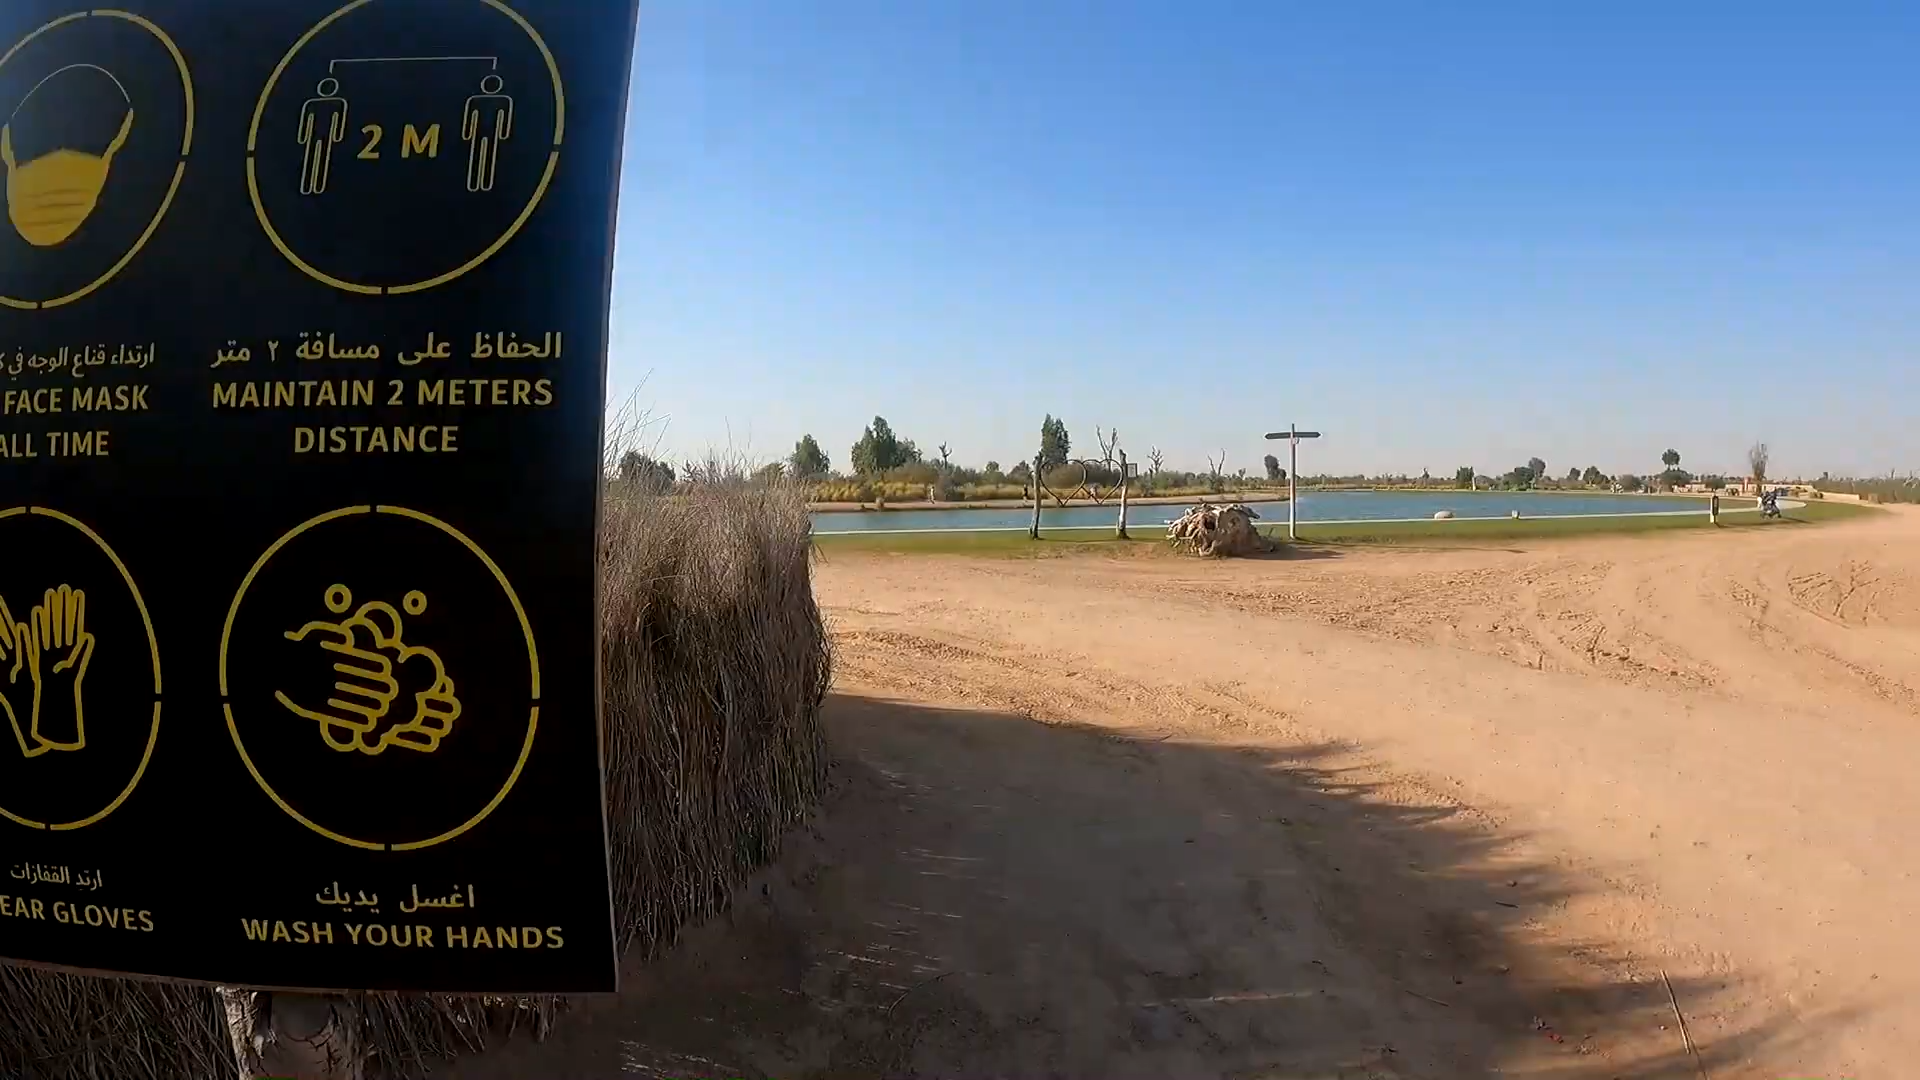 2 M
ارتداء قناع الوجه في
FACE MASK
ALL TIME
الحفاظ على مسافة ٢ متر
MAINTAIN 2 METERS
DISTANCE
ارتد القفازات
EAR GLOVES
اغسل يديك
WASH YOUR HANDS